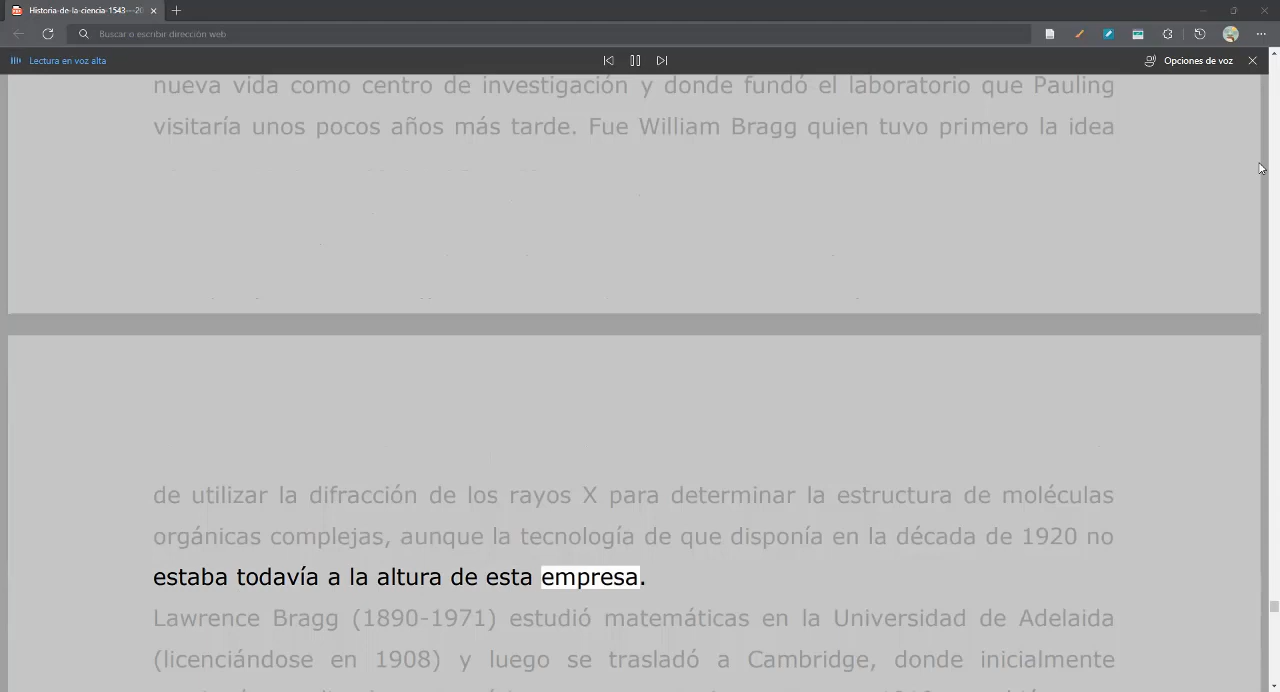 Historia-de-la-ciencia-1543---20
Buscar o escribir dirección web
Lectura en voz alta
Opciones de voz
nueva vida como centro de investigación y donde fundó el laboratorio que Pauling
visitaría unos pocos años más tarde. Fue William Bragg quien tuvo primero la idea
de utilizar la difracción de los rayos X para determinar la estructura de moléculas
orgánicas complejas, aunque la tecnología de que disponía en la década de 1920 no
estaba todavía a la altura de esta empresa.
Lawrence Bragg (1890-1971) estudió matemáticas en la Universidad de Adelaida
(licenciándose en 1908) y luego se trasladó a Cambridge, donde inicialmente